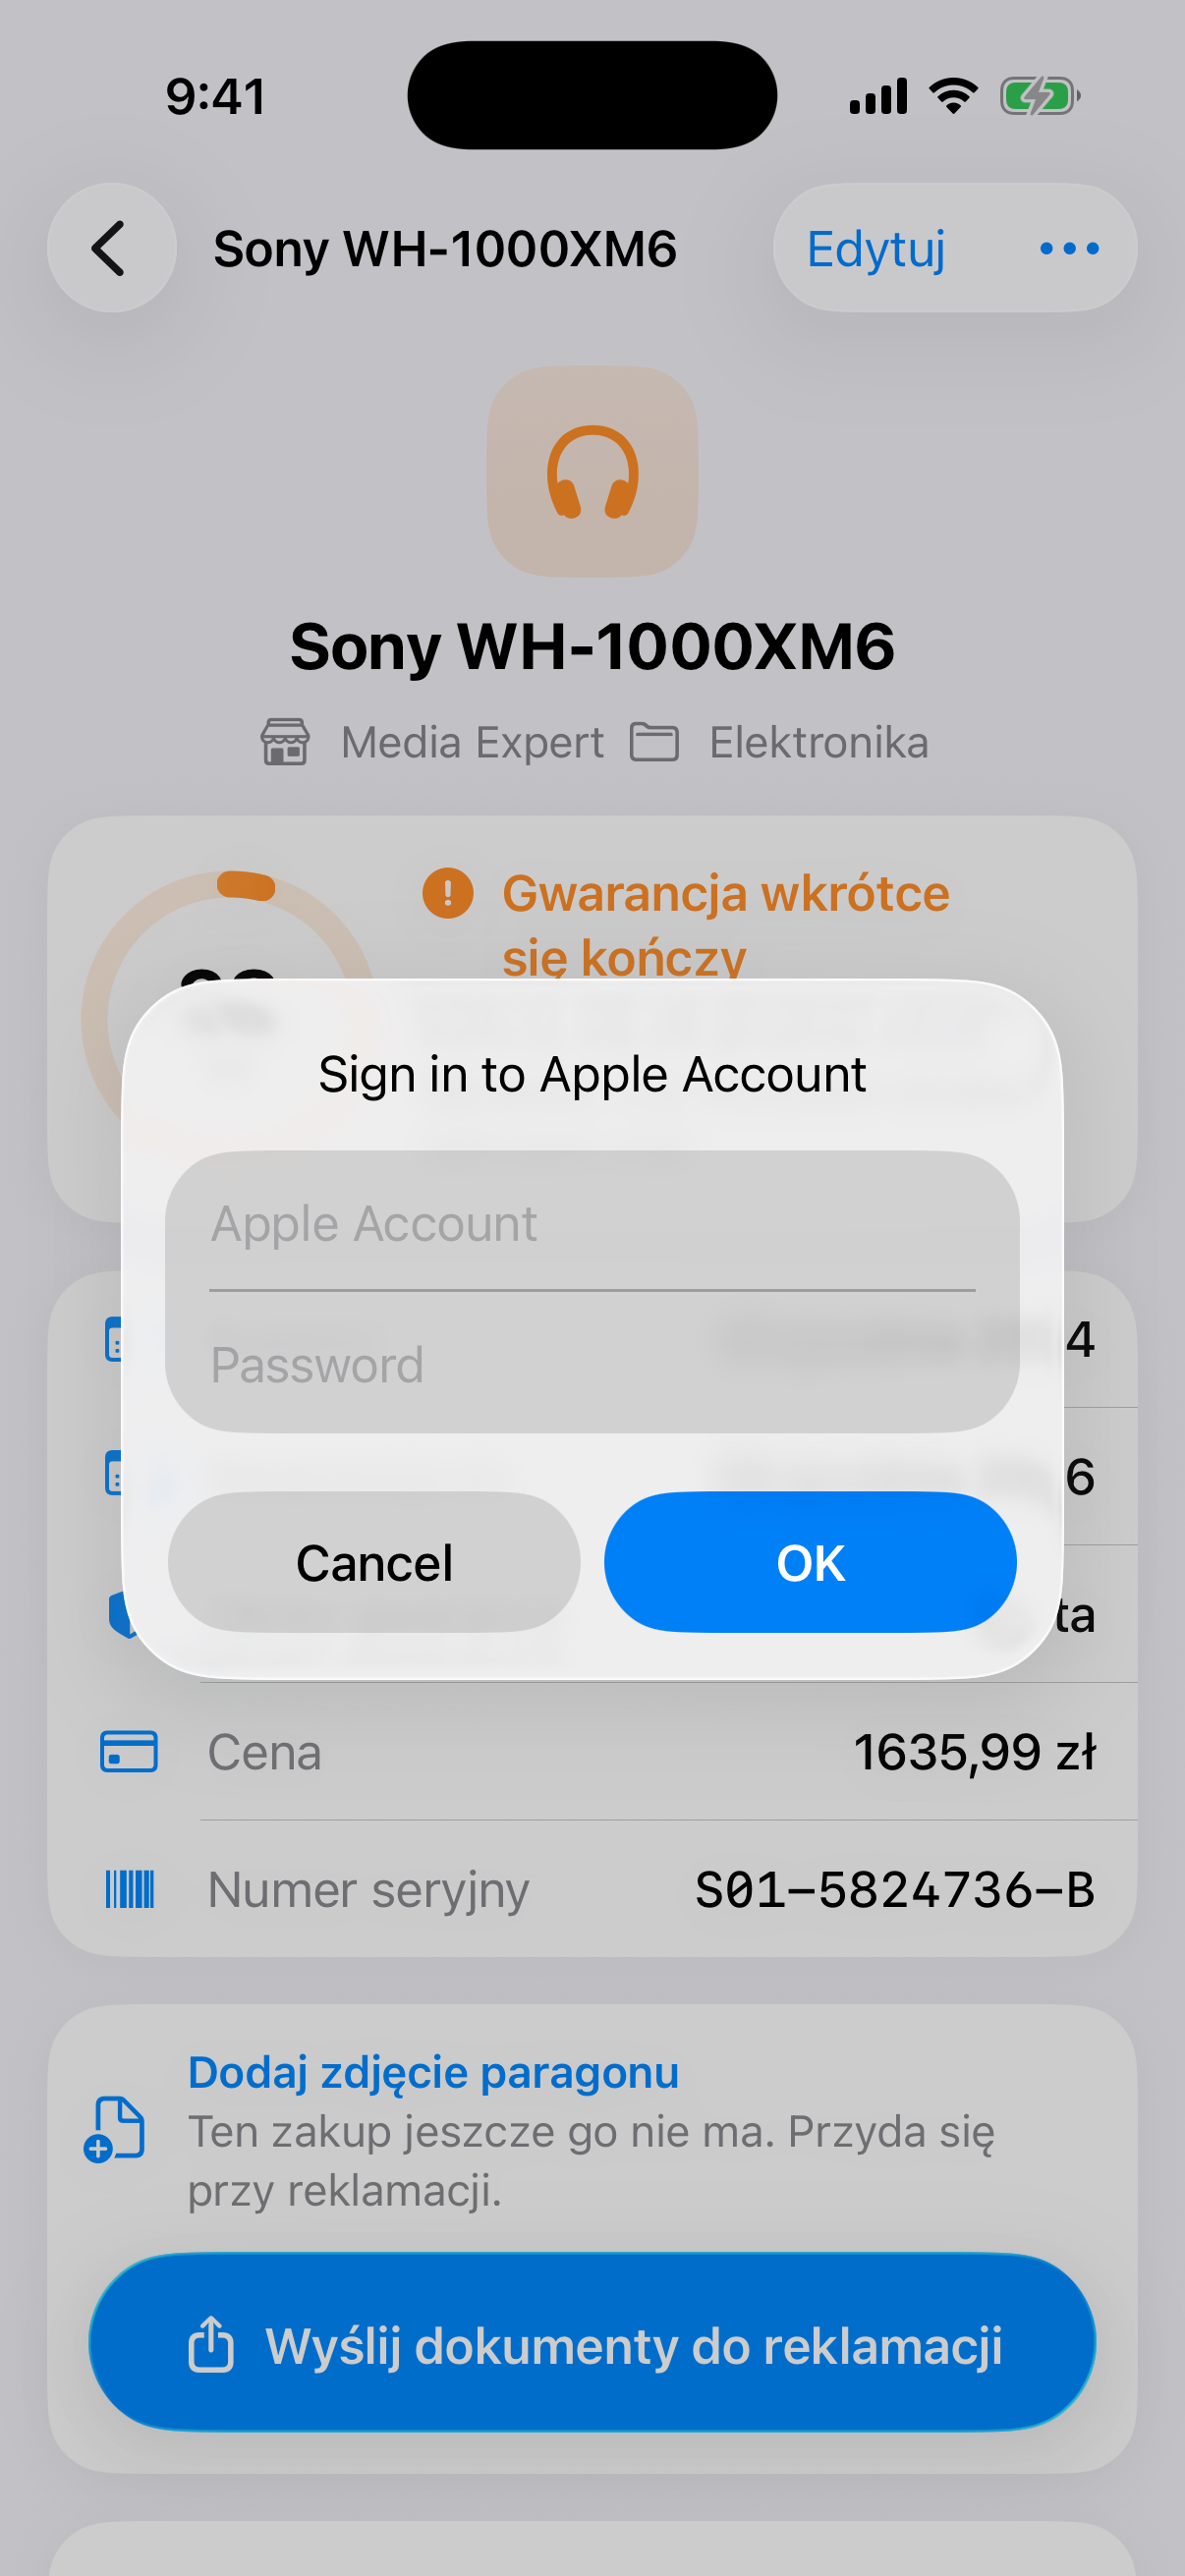 9:41
Sony WH-1000XM6
Edytuj
Sony WH-1000XM6
Media Expert
Elektronika
Gwarancja wkrótce
się kończy
Sign in to Apple Account
Apple Account
Password
4
6
Cancel
OK
ta
Cena
1635,99 zł
Numer seryjny
S01-5824736-B
Dodaj zdjęcie paragonu
Ten zakup jeszcze go nie ma. Przyda się
przy reklamacji.
Wyślij dokumenty do reklamacji